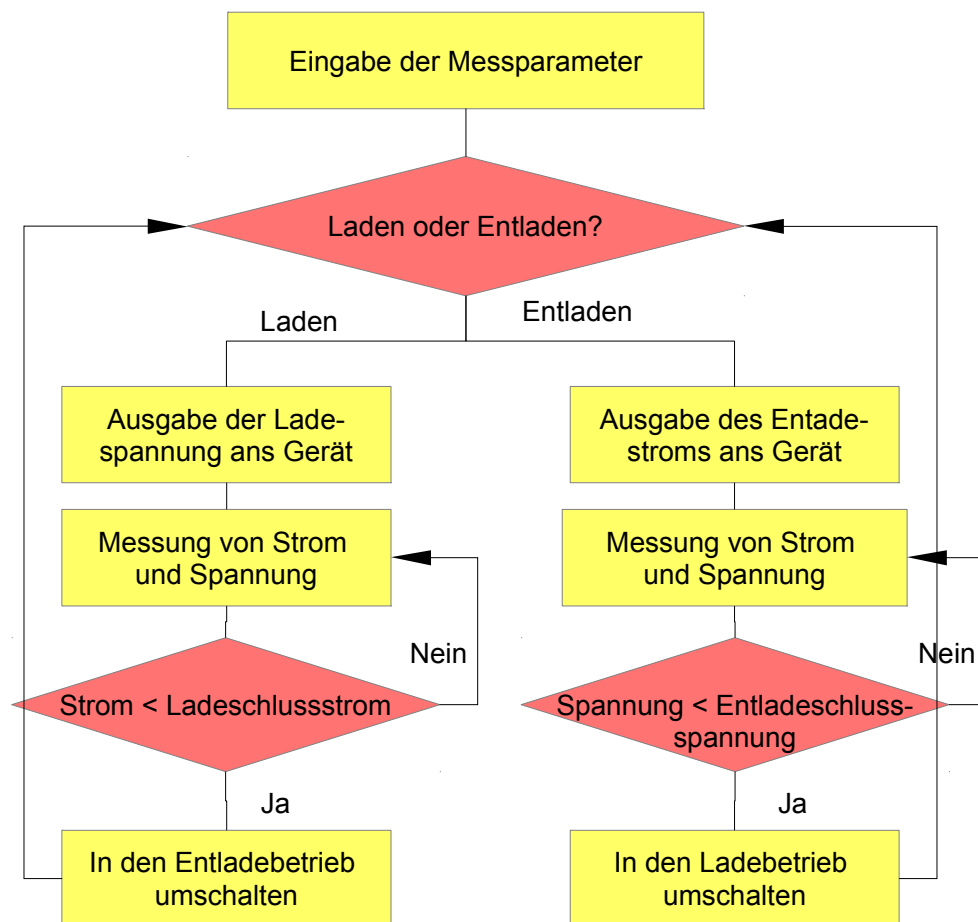 Eingabe der Messparameter
Laden oder Entladen?
Laden
Entladen
Ausgabe der Lade-
spannung ans Gerät
Ausgabe des Entade-
stroms ans Gerät
Messung von Strom
und Spannung
Messung von Strom
und Spannung
Nein
Nein
Strom < Ladeschlussstrom
Spannung < Entladeschluss-
spannung
Ja
Ja
In den Entladebetrieb
umschalten
In den Ladebetrieb
umschalten